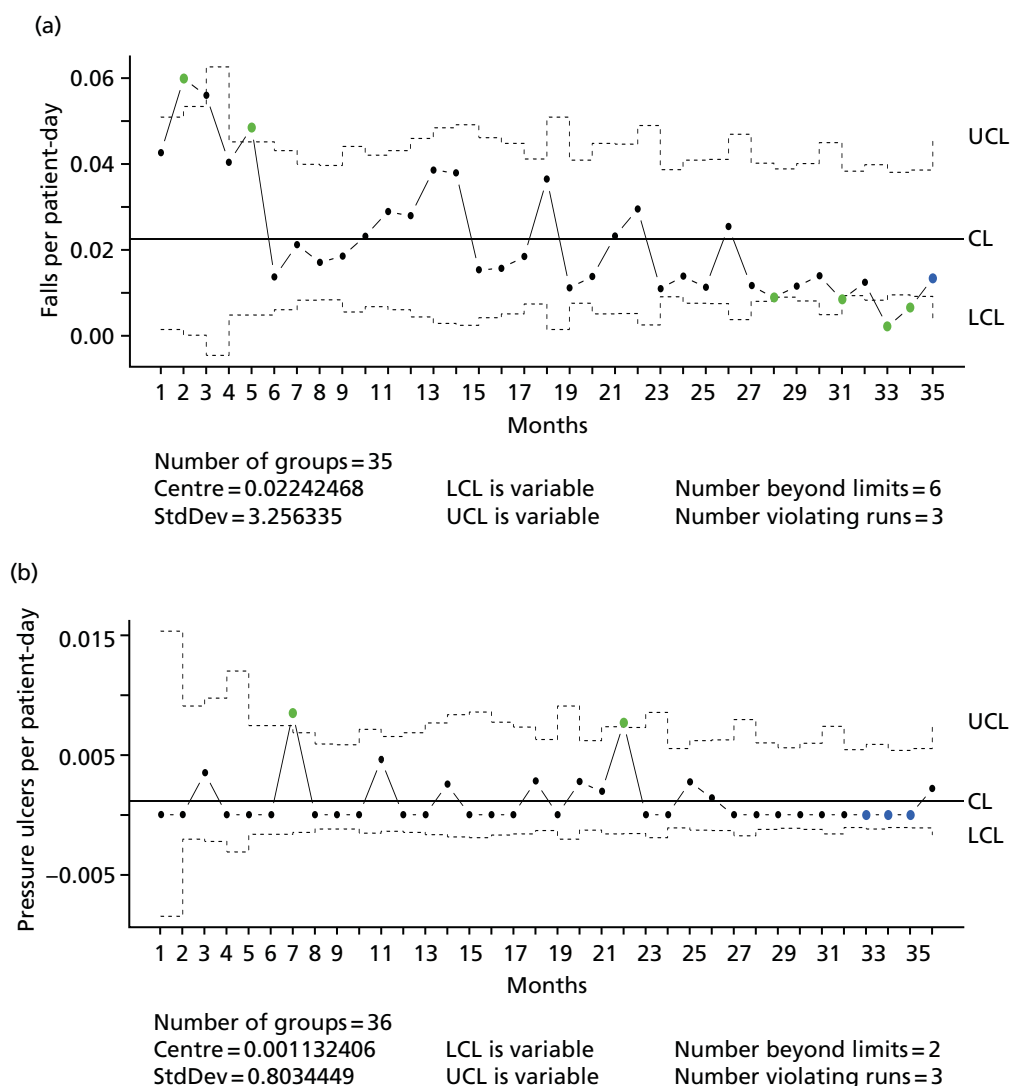 (a)
0.06
0.04
0.02
0.00
Falls per patient-day
UCL
CL
LCL
1 2 3 4 5 6 7 8 9 11 13 15 17 19 21 23 25 27 29 31 33 35
Months
Number of groups=35
Centre=0.02242468 LCL is variable Number beyond limits=6
StdDev=3.256335 UCL is variable Number violating runs=3
(b)
0.015
0.005
−0.005
Pressure ulcers per patient-day
UCL
CL
LCL
1 2 3 4 5 6 7 8 9 11 13 15 17 19 21 23 25 27 29 31 33 35
Months
Number of groups=36
Centre=0.001132406 LCL is variable Number beyond limits=2
StdDev=0.8034449 UCL is variable Number violating runs=3